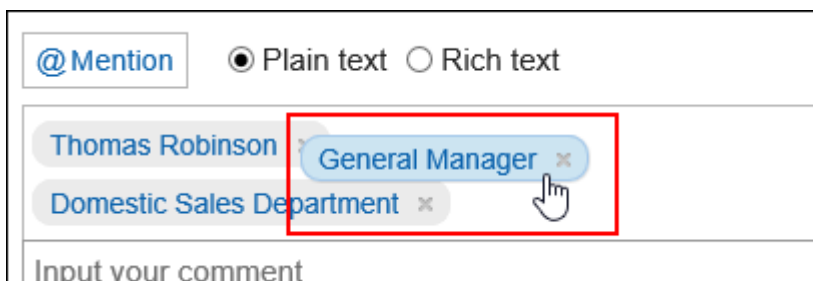 @Mention Plain text Rich text
Thomas Robinson × General Manager ×
Domestic Sales Department ×
Input your comment